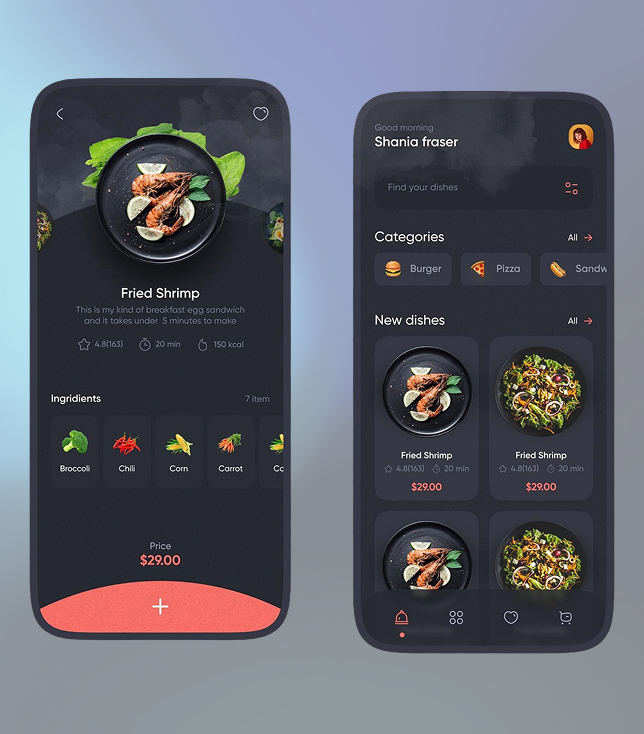 Fried Shrimp
This is my kind of breakfast egg sandwich
and it takes under 5 minutes to make
4.8(163) 20 min 150 kcal
Ingridients 7 Item
Broccoli Chili Corn Carrot Co
Price
$29.00
+
Good morning
Shania fraser
Find your dishes
Categories All
Burger Pizza Sandw
New dishes All
Fried Shrimp Fried Shrimp
4.8(163) 20 min 4.8(163) 20 min
$29.00 $29.00